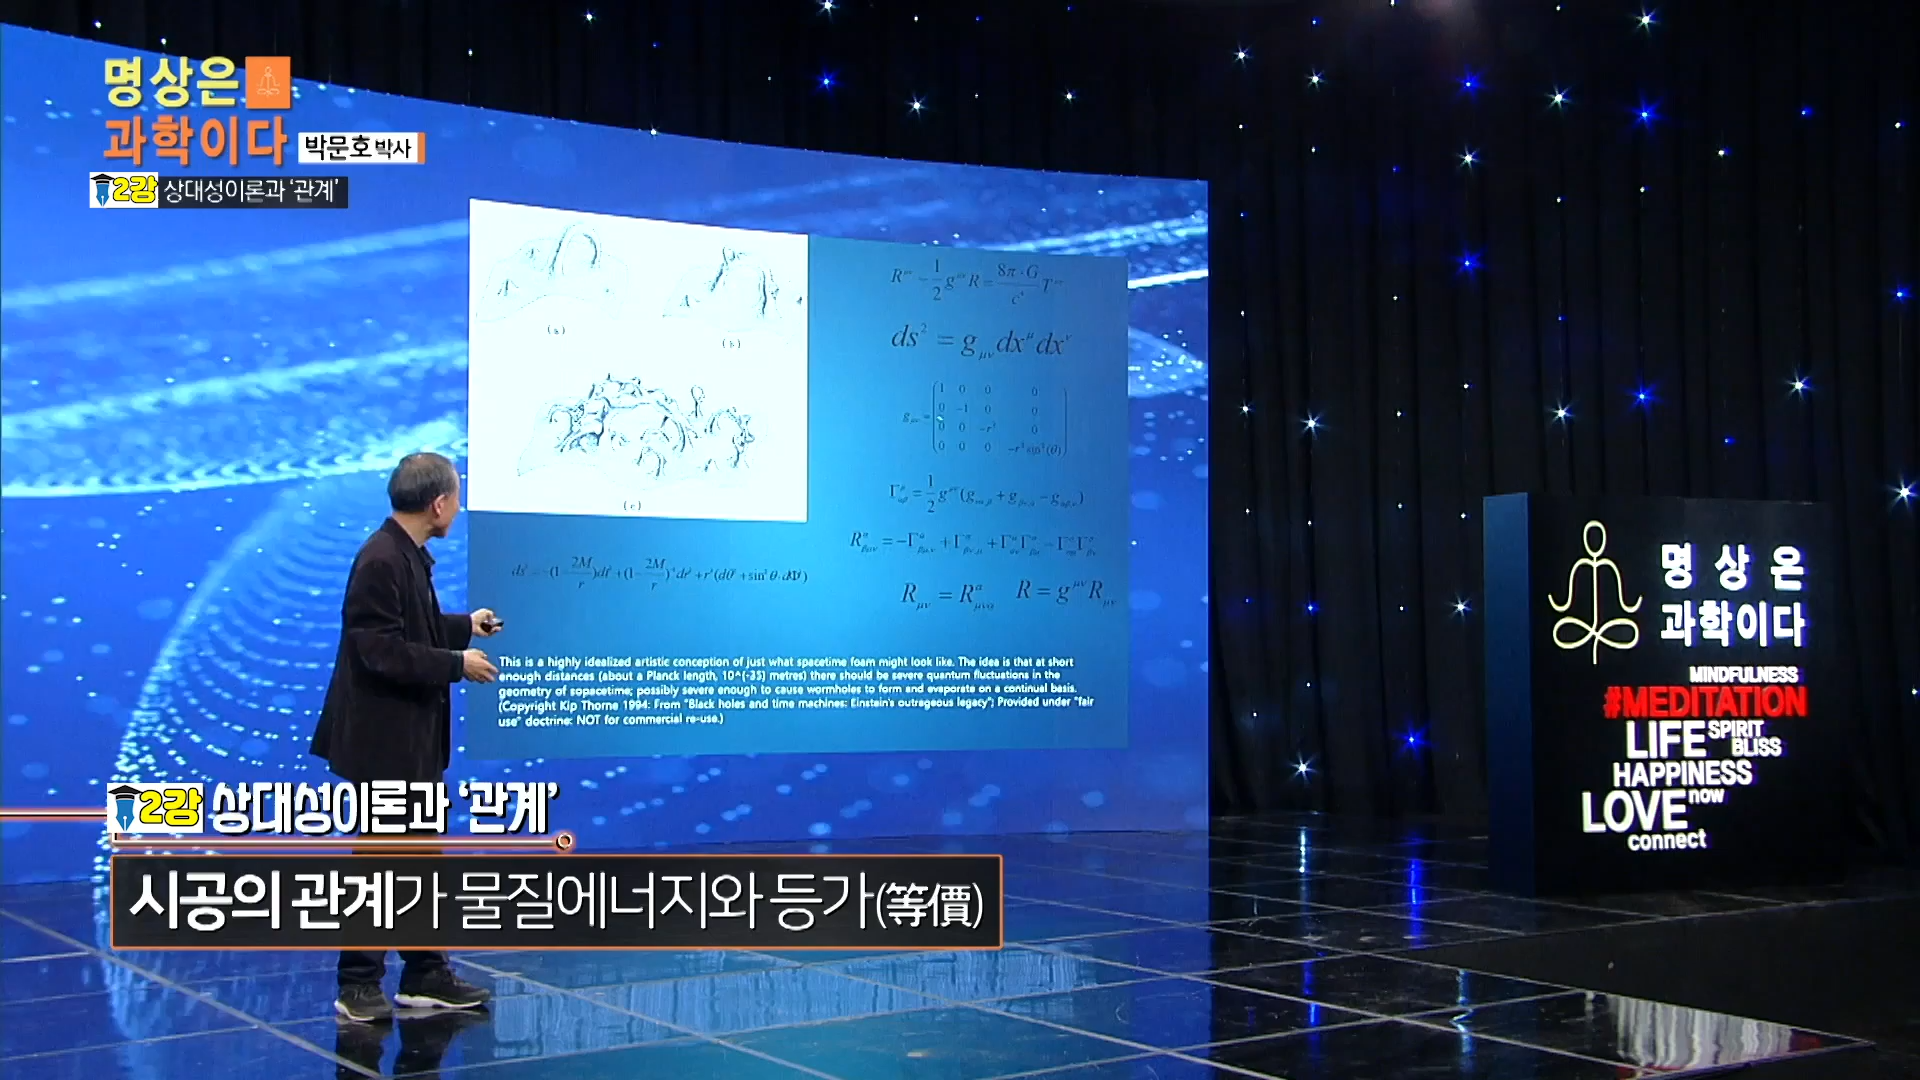 명상은
과학이다 박문호 박사
2강 상대성이론과 '관계'
(a)
(b)
(c)
ds² = g_μν dx^μ dx^ν
R_μν = R^α_μνα R = g^μν R_μν
This is a highly idealized artistic conception of just what spacetime foam might look like. The idea is that at short
enough distances (about a Planck length, 10^(-35) metres) there should be severe quantum fluctuations in the
geometry of sopacetime; possibly severe enough to cause wormholes to form and evaporate on a continual basis.
(Copyright Kip Thorne 1994: From "Black holes and time machines: Einstein's outrageous legacy"; Provided under "fair
use" doctrine: NOT for commercial re-use.)
명상은
과학이다
MINDFULNESS
#MEDITATION
LIFE SPIRIT
BLISS
HAPPINESS
LOVE now
connect
2강 상대성이론과 '관계'
시공의 관계가 물질에너지와 등가(等價)